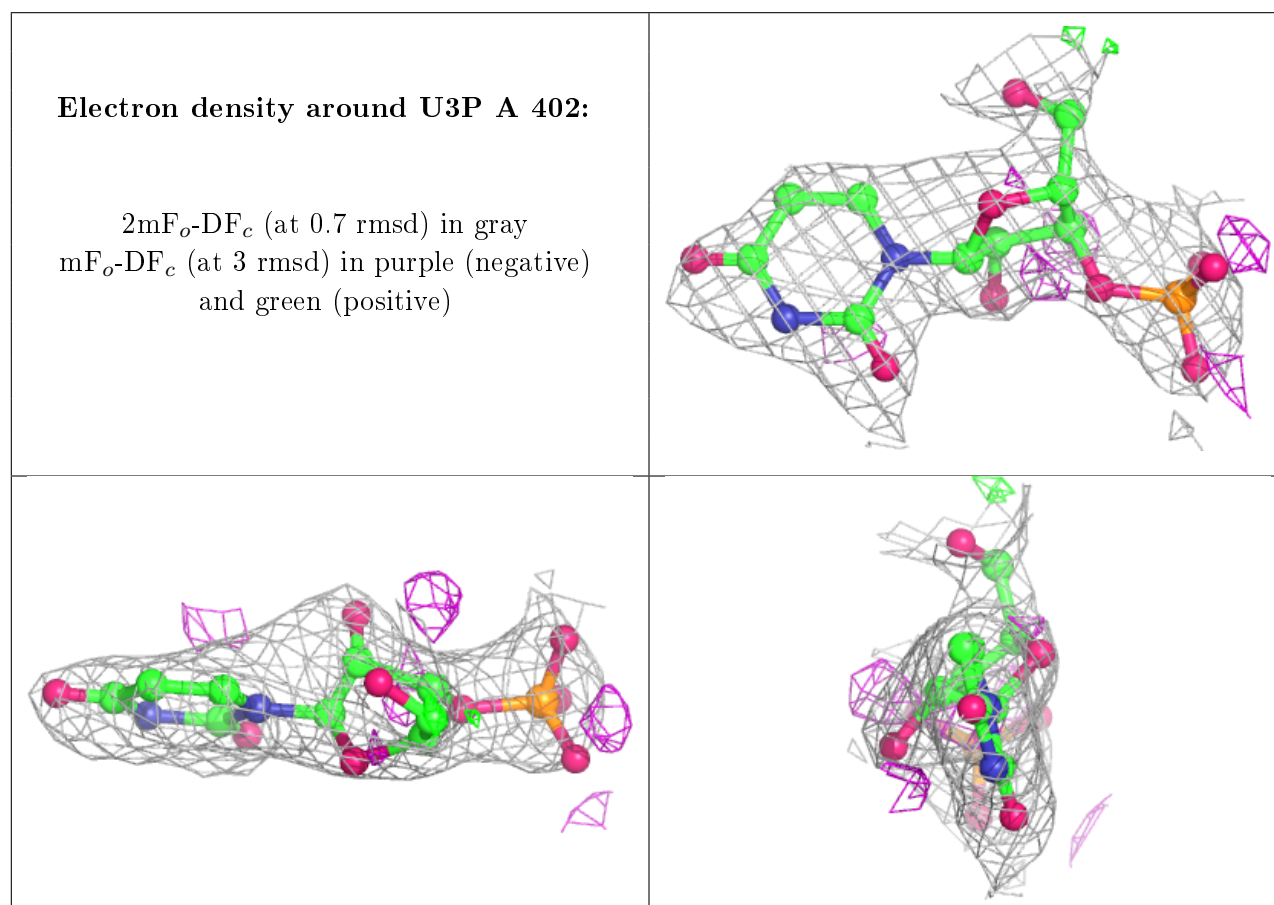 Electron density around U3P A 402:
2mFo-DFc (at 0.7 rmsd) in gray
mFo-DFc (at 3 rmsd) in purple (negative)
and green (positive)